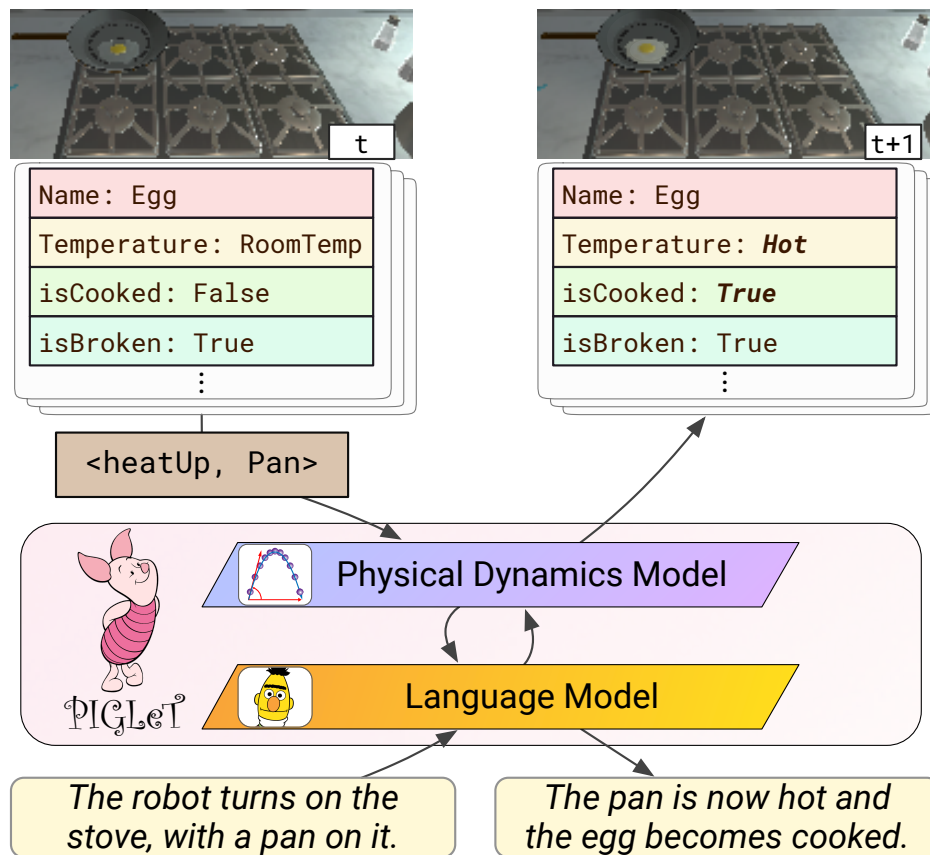 t
t+1
Name: Egg
Temperature: RoomTemp
isCooked: False
isBroken: True
⋮
Name: Egg
Temperature: Hot
isCooked: True
isBroken: True
⋮
<heatUp, Pan>
Physical Dynamics Model
Language Model
PIGLeT
The robot turns on the
stove, with a pan on it.
The pan is now hot and
the egg becomes cooked.